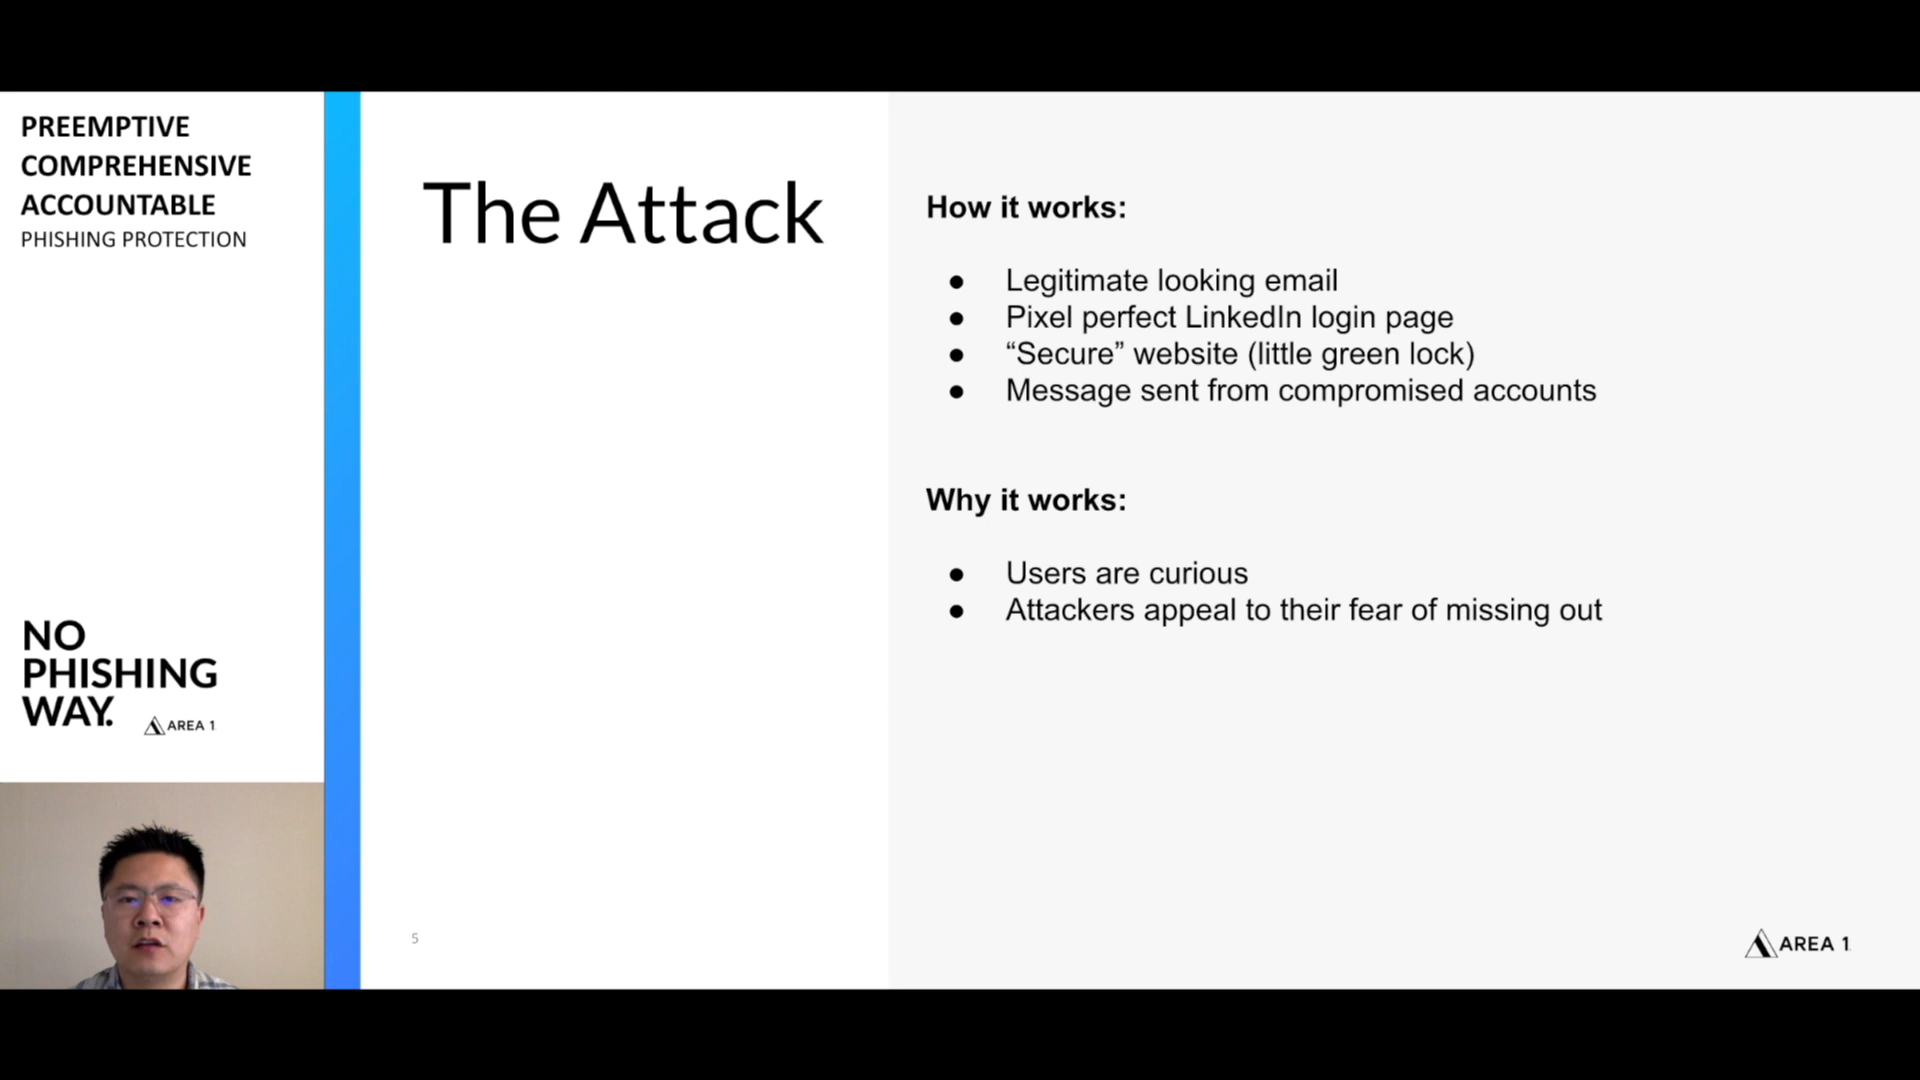 PREEMPTIVE
COMPREHENSIVE
ACCOUNTABLE
PHISHING PROTECTION
NO
PHISHING
WAY.
AREA 1
The Attack
5
How it works:
● Legitimate looking email
● Pixel perfect LinkedIn login page
● “Secure” website (little green lock)
● Message sent from compromised accounts
Why it works:
● Users are curious
● Attackers appeal to their fear of missing out
AREA 1